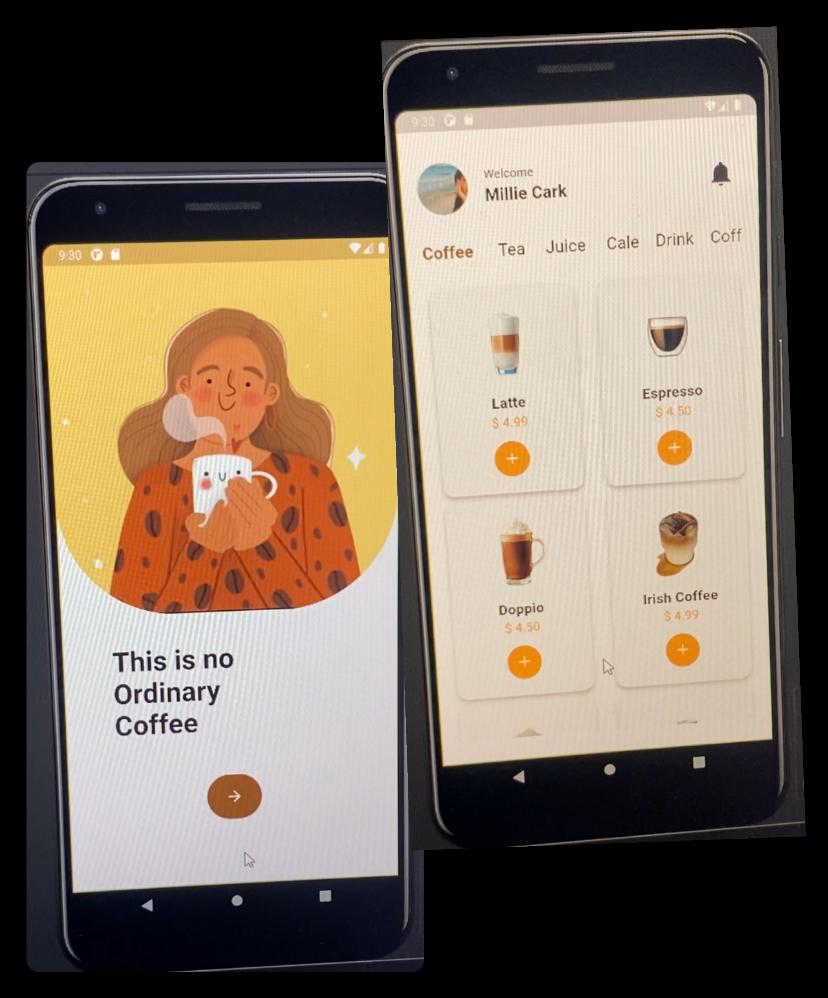 9:30
This is no
Ordinary
Coffee
9:30
Welcome
Millie Cark
Coffee Tea Juice Cale Drink Coff
Latte
$ 4.99
Espresso
$ 4.50
Doppio
$ 4.50
Irish Coffee
$ 4.99